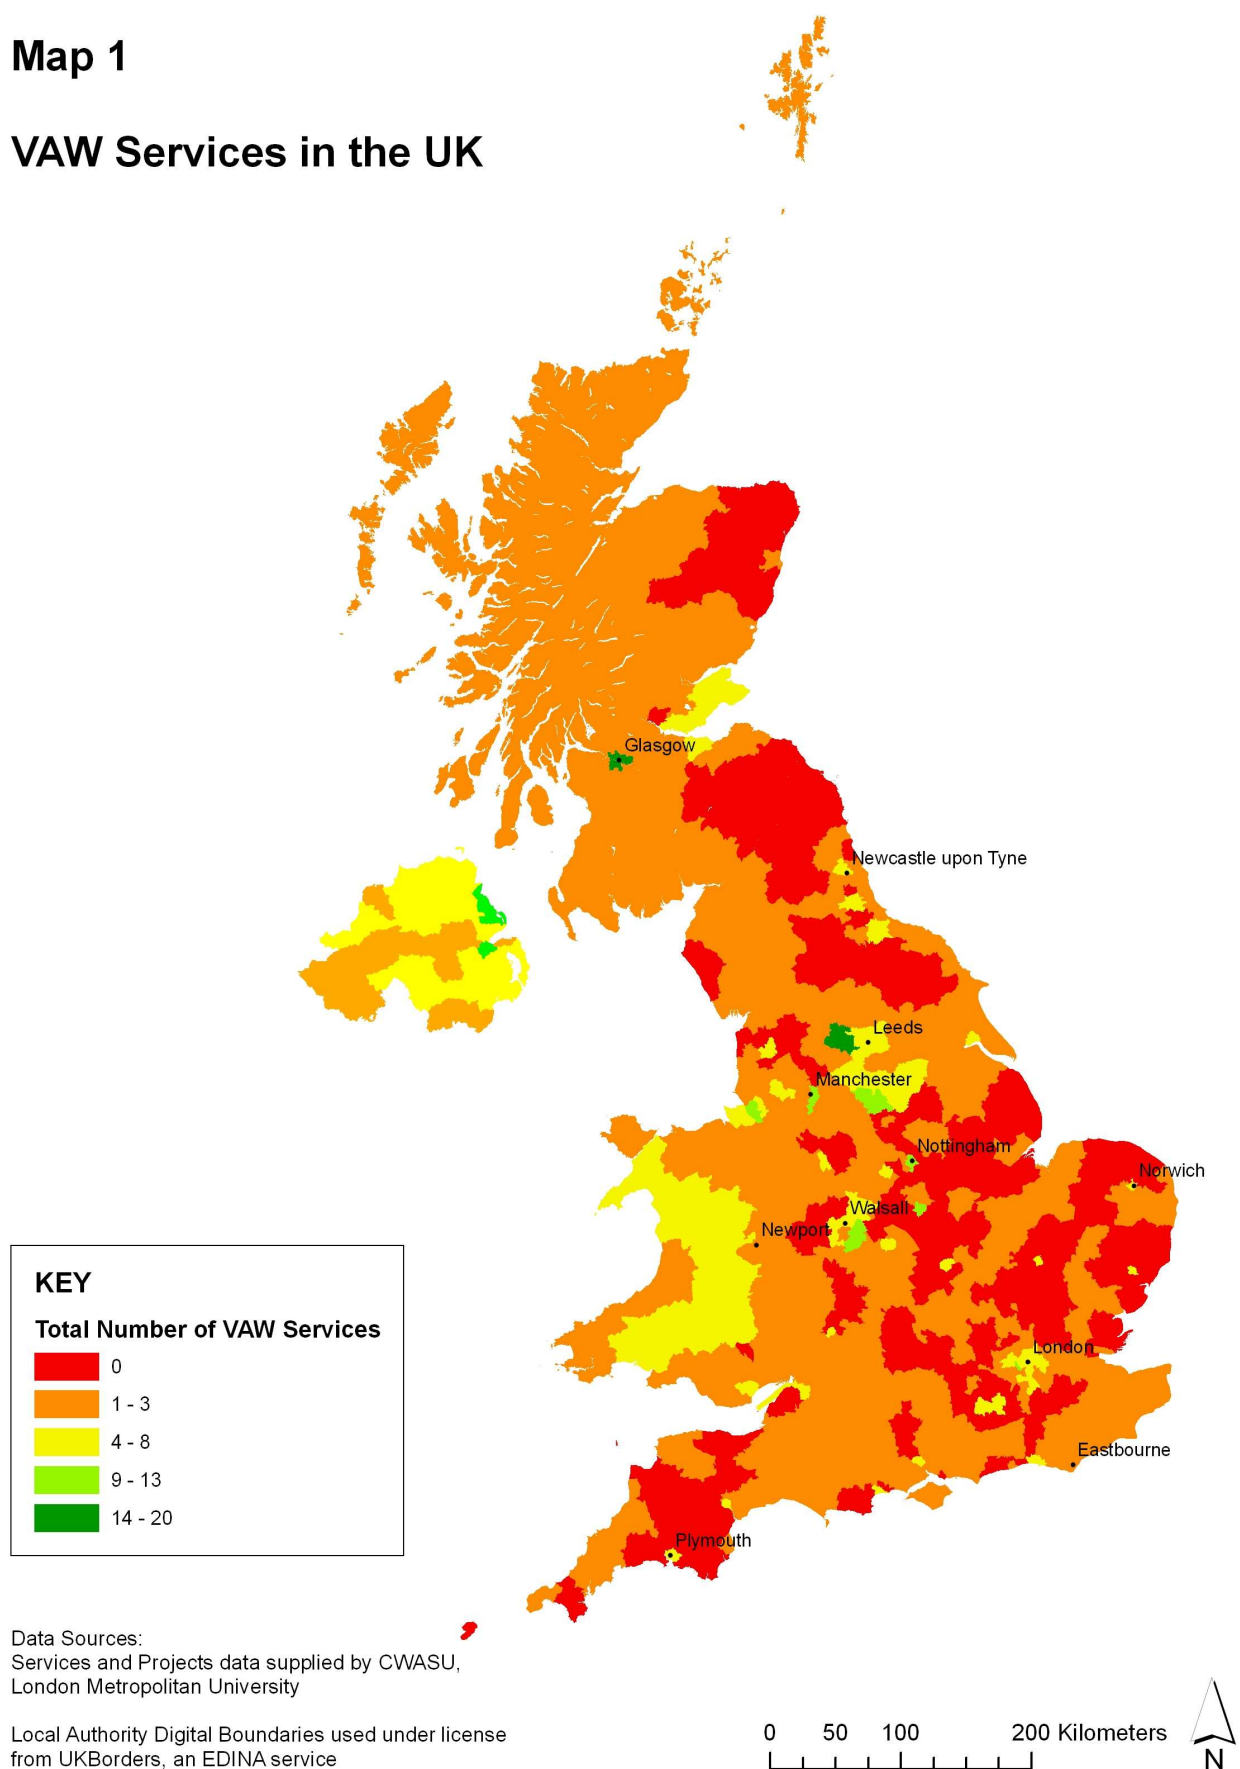 Map 1
VAW Services in the UK
Glasgow
Newcastle upon Tyne
Leeds
Manchester
Nottingham
Norwich
Walsall
Newport
London
Eastbourne
Plymouth
KEY
Total Number of VAW Services
0
1 - 3
4 - 8
9 - 13
14 - 20
Data Sources:
Services and Projects data supplied by CWASU,
London Metropolitan University
Local Authority Digital Boundaries used under license
from UKBorders, an EDINA service
0 50 100 200 Kilometers
N